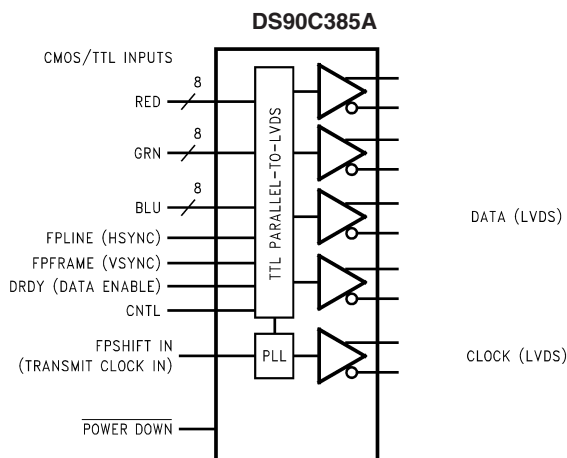 DS90C385A
CMOS/TTL INPUTS
8
RED
8
GRN
8
BLU
TTL PARALLEL-TO-LVDS
DATA (LVDS)
FPLINE (HSYNC)
FPFRAME (VSYNC)
DRDY (DATA ENABLE)
CNTL
FPSHIFT IN
(TRANSMIT CLOCK IN)
PLL
CLOCK (LVDS)
POWER DOWN